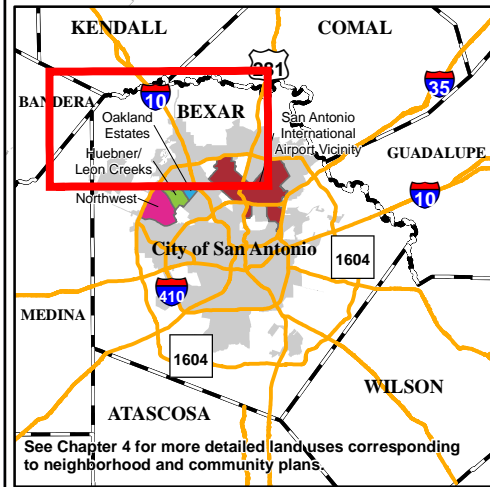 KENDALL
COMAL
281
35
BANDERA
10
BEXAR
Oakland
Estates
San Antonio
International
Airport Vicinity
Huebner/
Leon Creeks
GUADALUPE
Northwest
10
City of San Antonio
1604
410
MEDINA
1604
WILSON
ATASCOSA
See Chapter 4 for more detailed land uses corresponding
to neighborhood and community plans.